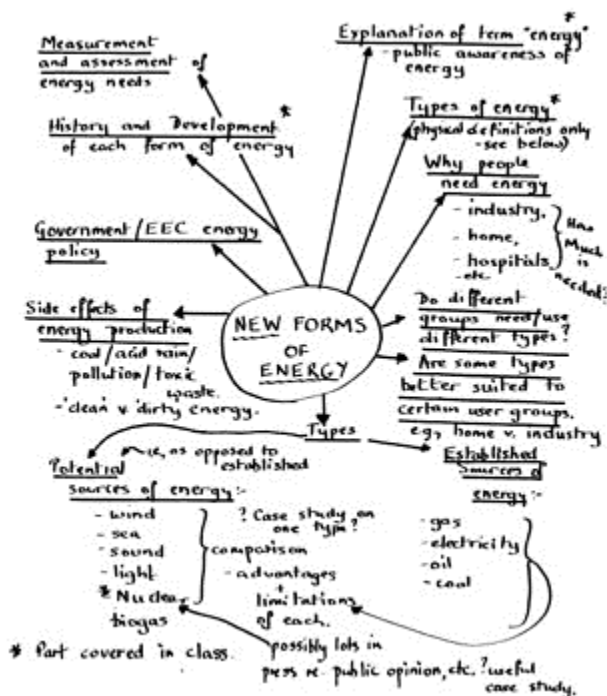 Measurement
and assessment of
energy needs
Explanation of term "energy"*
- public awareness of
energy
History and Development*
of each form of energy
Types of energy*
(physical definitions only
- see below)
Why people
need energy
- industry,
- home,
- hospitals
- etc.
How
Much
is
needed?
Government/EEC energy
policy
Side effects of
energy production
- coal/acid rain/
pollution/toxic
waste.
- clean v. dirty energy.
NEW FORMS
OF
ENERGY
Do different
groups need/use
different types?
Are some types
better suited to
certain user groups.
e.g, home v. industry
Types
i.e, as opposed to
established
Potential
sources of energy:-
- wind
- sea
- sound
- light
* Nuclear
biogas
? Case study on
one type?
comparison
- advantages
+
limitations
of each.
Established
Sources of
energy:-
- gas
- electricity
- oil
- coal
* Part covered in class.
possibly lots in
press re. public opinion, etc. ? useful
case study.